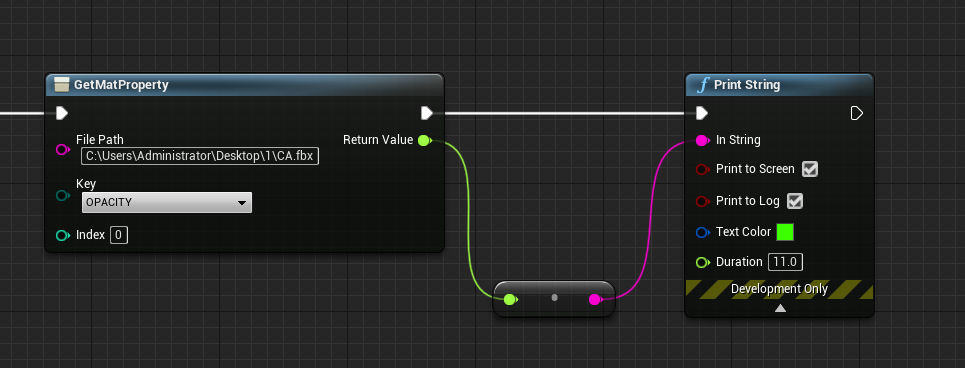 GetMatProperty
File Path
C:\Users\Administrator\Desktop\1\CA.fbx
Return Value
Key
OPACITY
Index 0
Print String
In String
Print to Screen
Print to Log
Text Color
Duration 11.0
Development Only